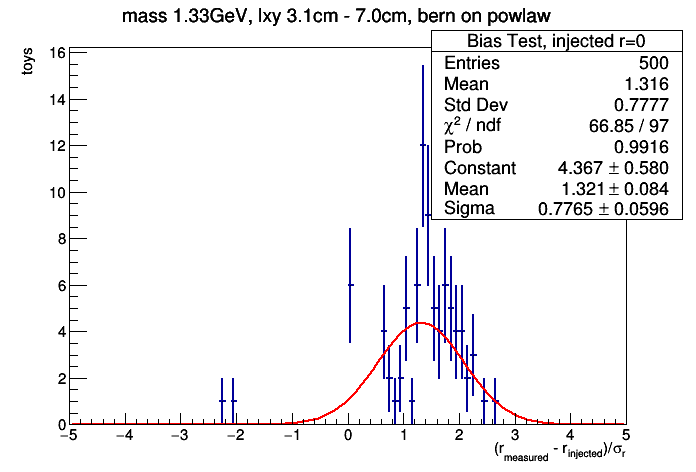 mass 1.33GeV, lxy 3.1cm - 7.0cm, bern on powlaw
Bias Test, injected r=0
Entries 500
Mean 1.316
Std Dev 0.7777
χ² / ndf 66.85 / 97
Prob 0.9916
Constant 4.367 ± 0.580
Mean 1.321 ± 0.084
Sigma 0.7765 ± 0.0596
toys
16
14
12
10
8
6
4
2
0
−5 −4 −3 −2 −1 0 1 2 3 4 5
(r_measured - r_injected)/σ_r